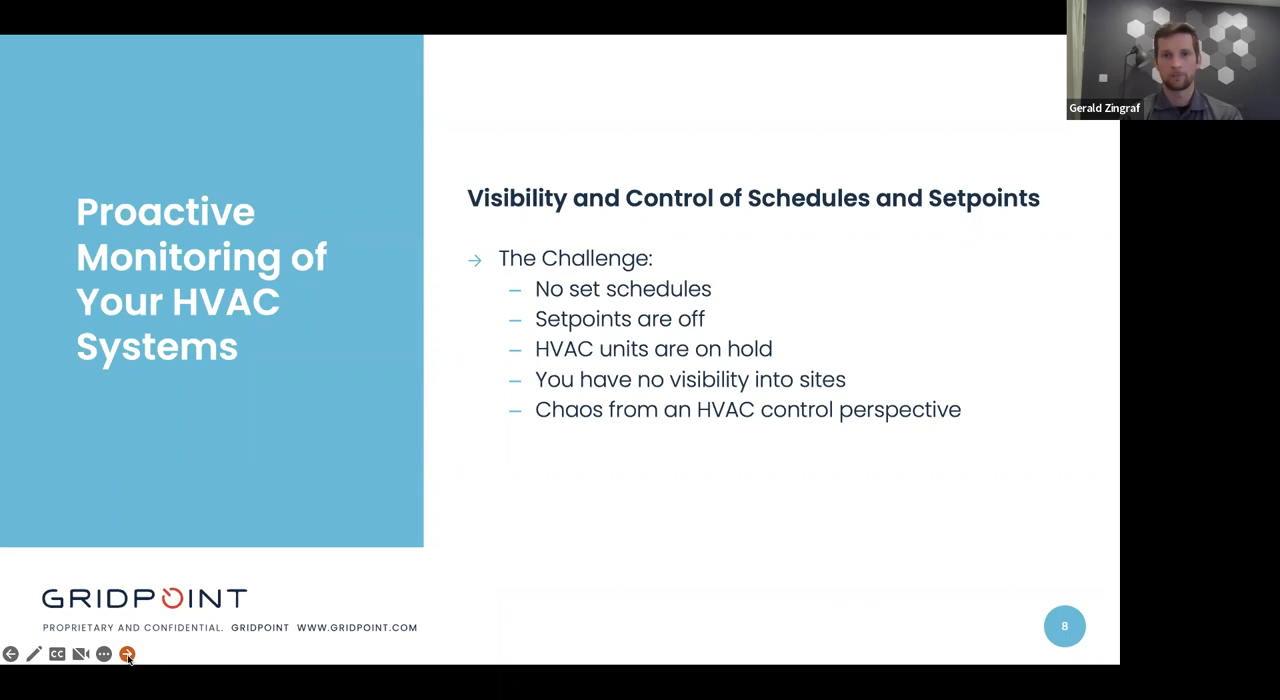 Gerald Zingraf
Proactive
Monitoring of
Your HVAC
Systems
Visibility and Control of Schedules and Setpoints
→ The Challenge:
– No set schedules
– Setpoints are off
– HVAC units are on hold
– You have no visibility into sites
– Chaos from an HVAC control perspective
GRIDPOINT
PROPRIETARY AND CONFIDENTIAL. GRIDPOINT WWW.GRIDPOINT.COM
8
CC